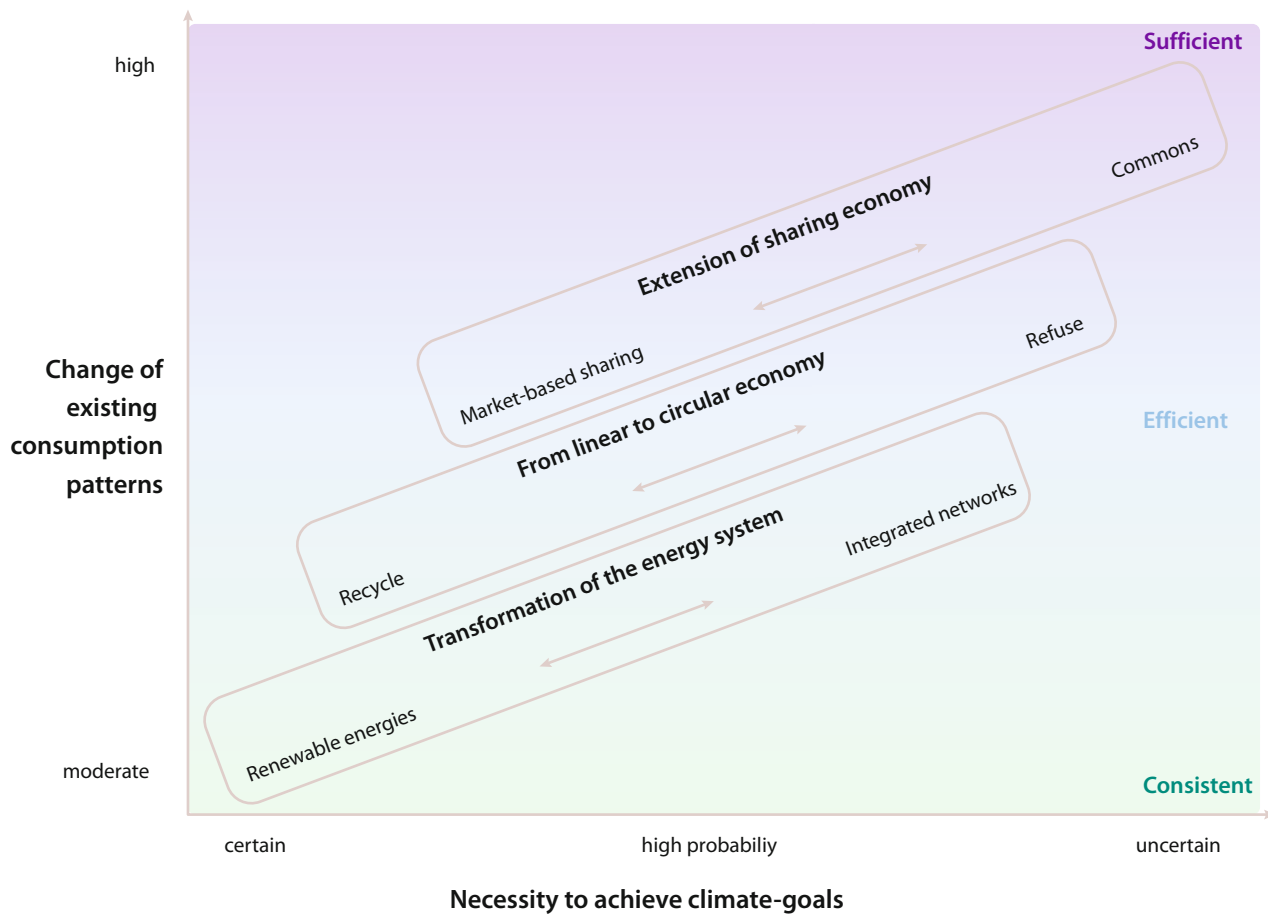 Sufficient
high
Commons
Extension of sharing economy
Market-based sharing
Refuse
Change of
existing
consumption
patterns
From linear to circular economy
Efficient
Recycle
Integrated networks
Transformation of the energy system
Renewable energies
moderate
Consistent
certain
high probabiliy
uncertain
Necessity to achieve climate-goals